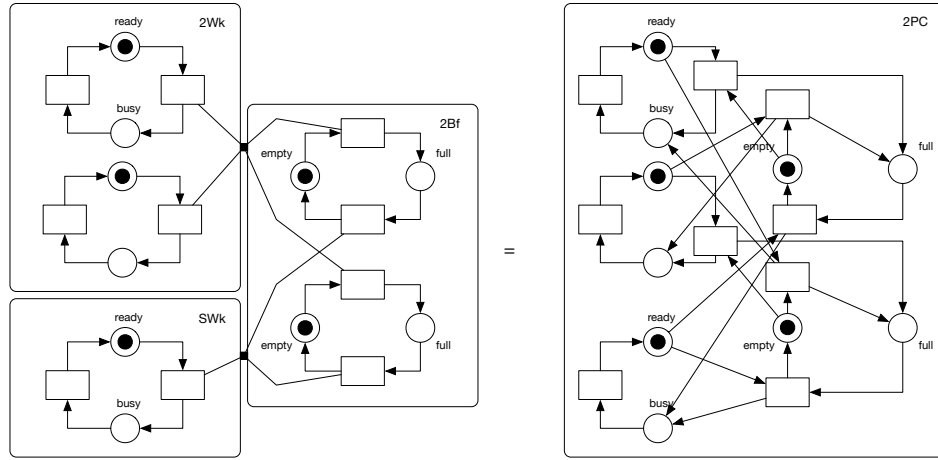 ready
2Wk
busy
2Bf
empty
full
empty
full
SWk
ready
busy
=
ready
2PC
busy
empty
full
ready
empty
full
busy